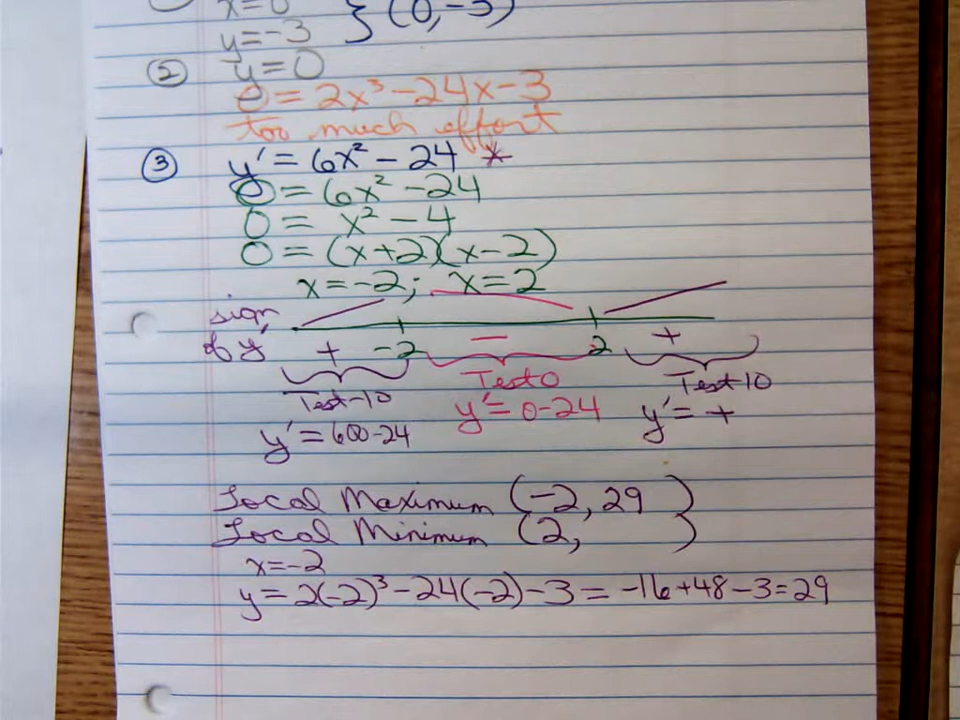 x=0
y=-3 } (0,-3)
② y=0
0 = 2x³-24x-3
too much effort
③ y' = 6x² - 24 *
0 = 6x² - 24
0 = x² - 4
0 = (x+2)(x-2)
x=-2; x=2
sign
of y' + -2 — 2 +
Test-10 Test 0 Test 10
y' = 600-24 y' = 0-24 y' = +
Local Maximum (-2, 29 )
Local Minimum (2, )
x=-2
y = 2(-2)³ - 24(-2) - 3 = -16+48-3=29